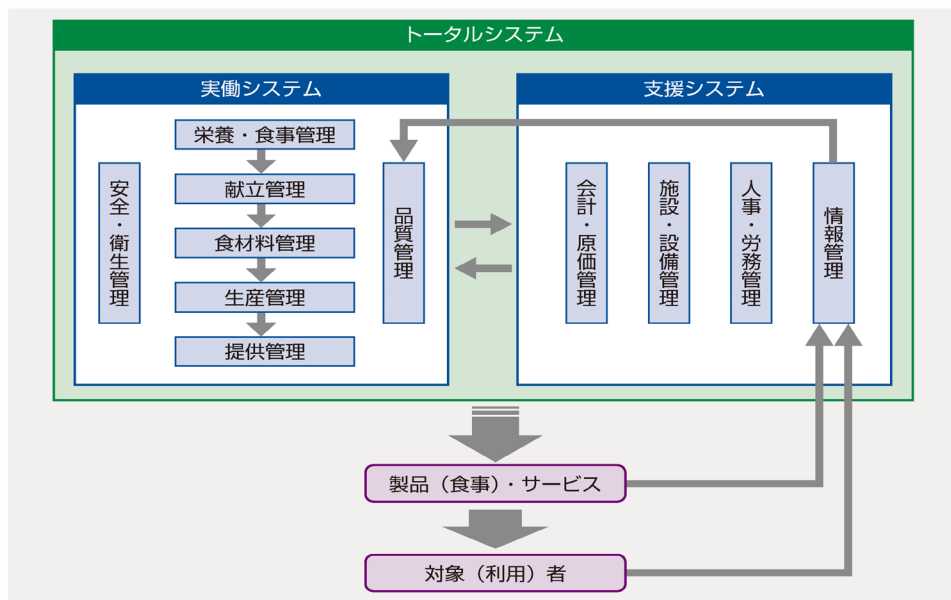 トータルシステム
実働システム
栄養・食事管理
献立管理
食材料管理
生産管理
提供管理
安全・衛生管理
品質管理
支援システム
会計・原価管理
施設・設備管理
人事・労務管理
情報管理
製品（食事）・サービス
対象（利用）者